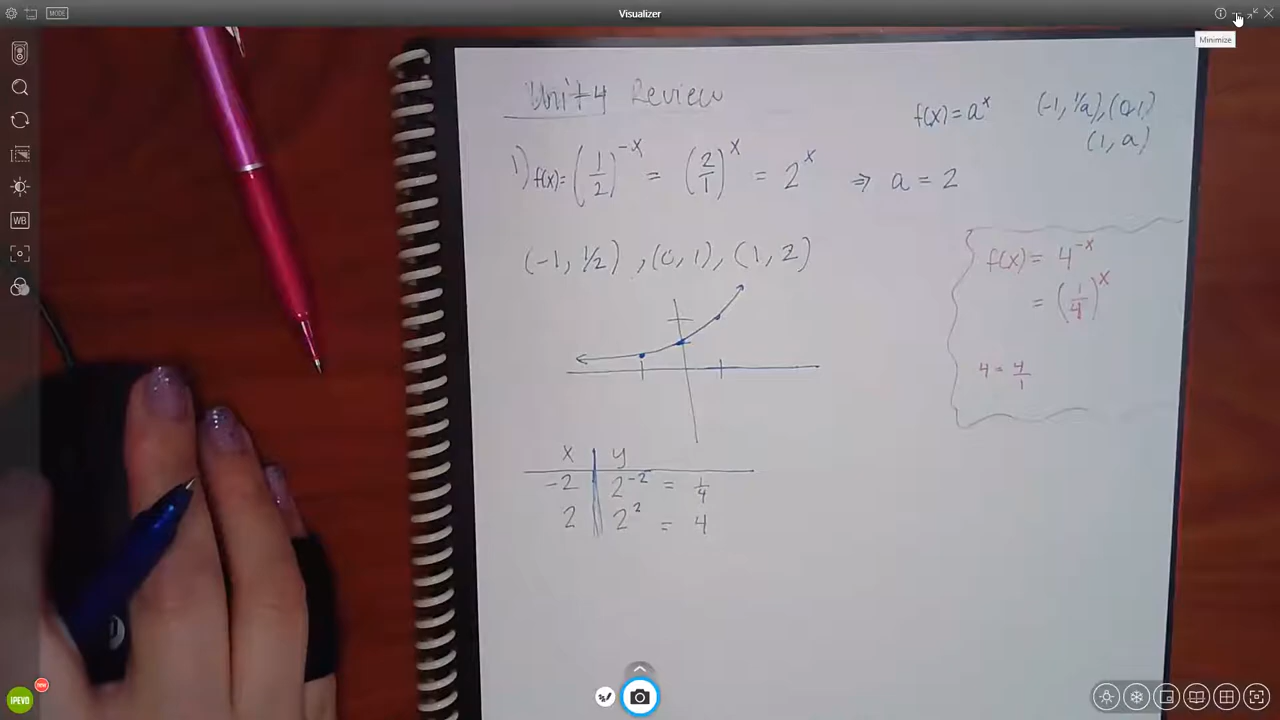 MODE
Visualizer
Minimize
WB
Unit 4 Review
f(x) = a^x (-1, 1/a), (0,1)
(1, a)
1) f(x) = (1/2)^-x = (2/1)^x = 2^x ⇒ a = 2
(-1, 1/2), (0, 1), (1, 2)
f(x) = 4^-x
= (1/4)^x
4 = 4/1
x y
-2 2^-2 = 1/4
2 2^2 = 4
IPEVO
new